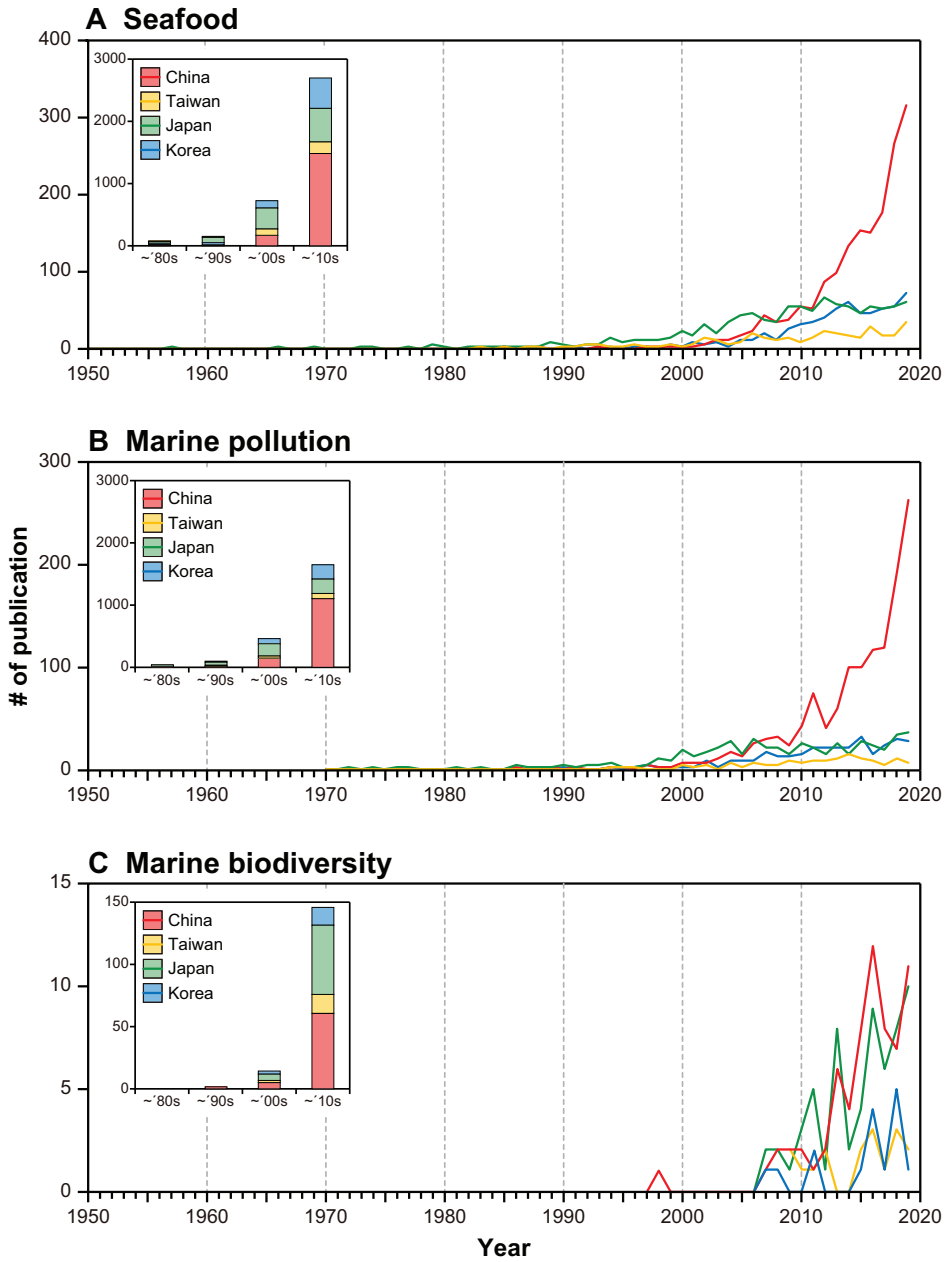 A Seafood
400
300
200
100
0
3000
2000
1000
0
China
Taiwan
Japan
Korea
~'80s ~'90s ~'00s ~'10s
1950 1960 1970 1980 1990 2000 2010 2020
B Marine pollution
300
200
100
0
3000
2000
1000
0
China
Taiwan
Japan
Korea
~'80s ~'90s ~'00s ~'10s
1950 1960 1970 1980 1990 2000 2010 2020
# of publication
C Marine biodiversity
15
10
5
0
150
100
50
0
China
Taiwan
Japan
Korea
~'80s ~'90s ~'00s ~'10s
1950 1960 1970 1980 1990 2000 2010 2020
Year